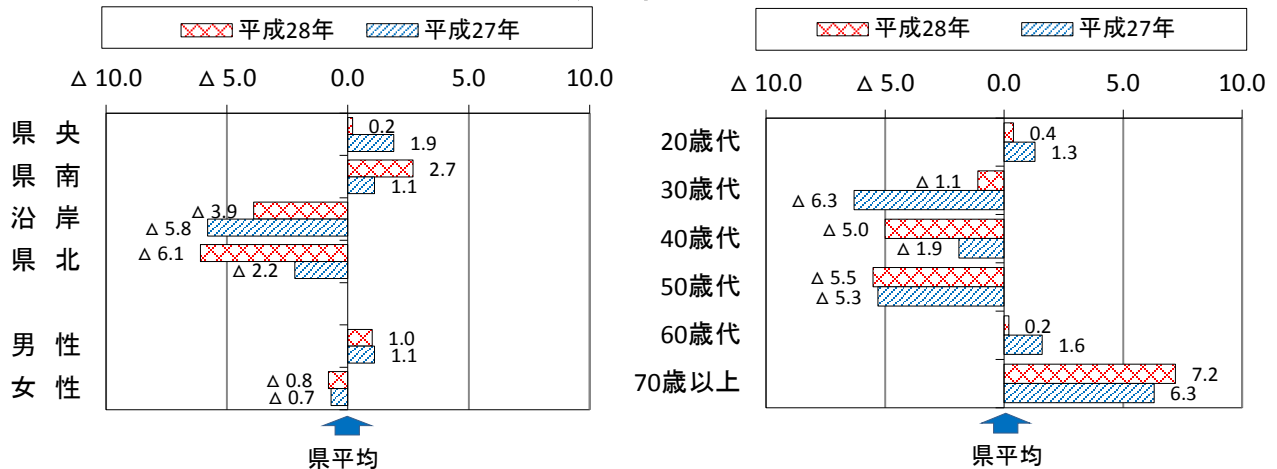 平成28年 平成27年
△ 10.0 △ 5.0 0.0 5.0 10.0
県 央 0.2
1.9
県 南 2.7
1.1
沿 岸 △ 3.9
△ 5.8
県 北 △ 6.1
△ 2.2
男 性 1.0
1.1
女 性 △ 0.8
△ 0.7
県平均
平成28年 平成27年
△ 10.0 △ 5.0 0.0 5.0 10.0
20歳代 0.4
1.3
30歳代 △ 1.1
△ 6.3
40歳代 △ 5.0
△ 1.9
50歳代 △ 5.5
△ 5.3
60歳代 0.2
1.6
70歳以上 7.2
6.3
県平均